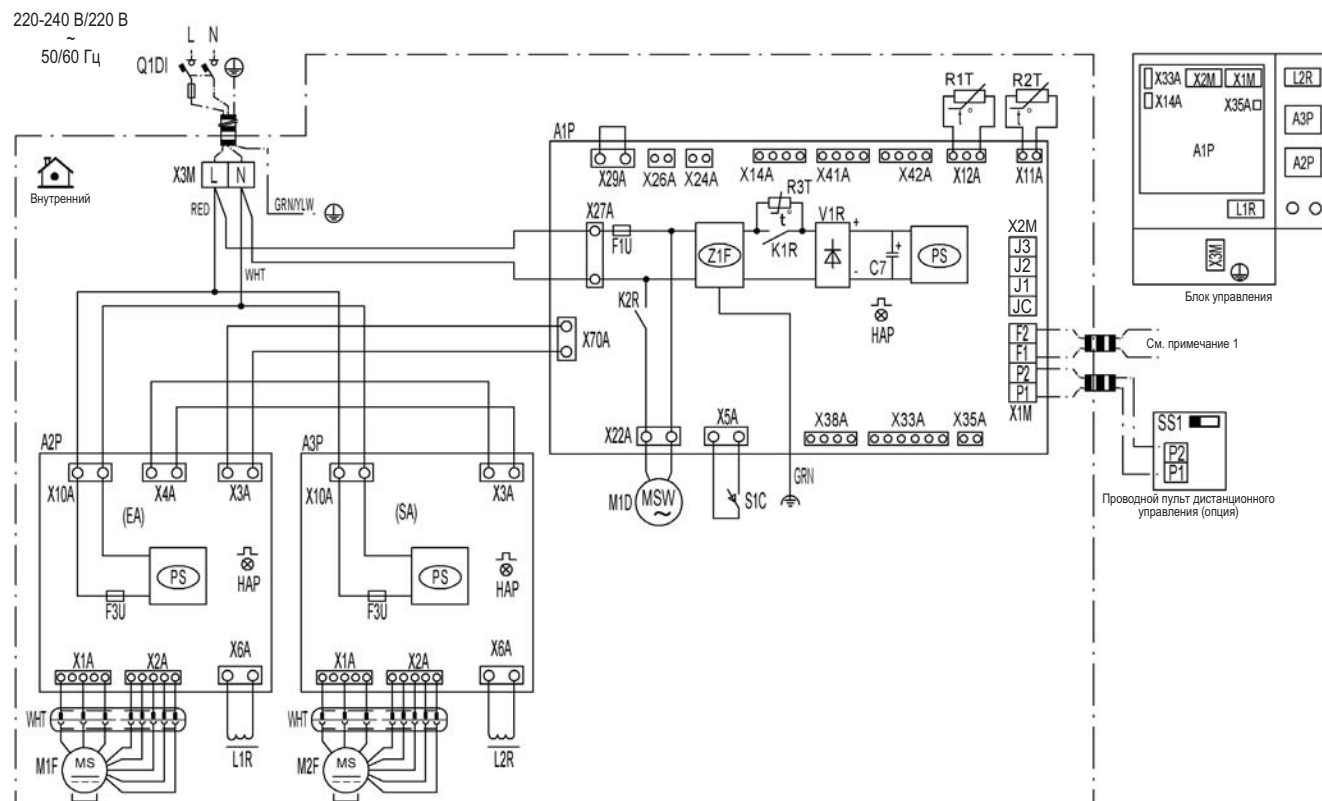 220-240 В/220 В
~
50/60 Гц
L N
Q1DI
Внутренний
X3M L N
RED
GRN/YLW
WHT
A1P
X29A X26A X24A X14A X41A X42A X12A X11A
R1T
t°
R2T
t°
X27A
F1U
Z1F
R3T
t°
K1R
V1R
+
-
C7
+
PS
HAP
K2R
X70A
X2M
J3
J2
J1
JC
F2
F1
P2
P1
X1M
См. примечание 1
X22A X5A X38A X33A X35A
M1D
MSW
~
S1C
GRN
X33A X2M X1M
X14A X35A
A1P
L2R
A3P
A2P
L1R
X3M
Блок управления
SS1
P2
P1
Проводной пульт дистанционного
управления (опция)
A2P
X10A X4A X3A
(EA)
PS
F3U
HAP
X1A X2A X6A
WHT
M1F
MS
L1R
A3P
X10A X3A
(SA)
PS
F3U
HAP
X1A X2A X6A
WHT
M2F
MS
L2R